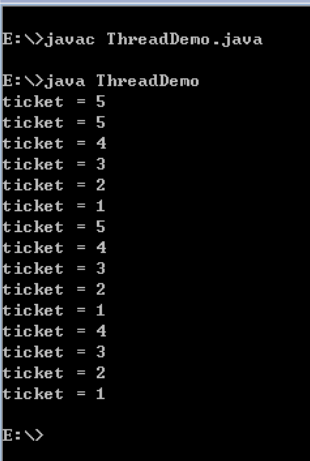 E:\>javac ThreadDemo.java
E:\>java ThreadDemo
ticket = 5
ticket = 5
ticket = 4
ticket = 3
ticket = 2
ticket = 1
ticket = 5
ticket = 4
ticket = 3
ticket = 2
ticket = 1
ticket = 4
ticket = 3
ticket = 2
ticket = 1
E:\>